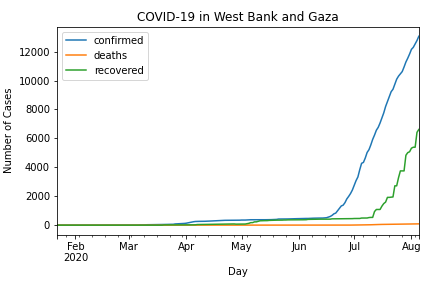 COVID-19 in West Bank and Gaza
confirmed
deaths
recovered
Number of Cases
12000
10000
8000
6000
4000
2000
0
Feb Mar Apr May Jun Jul Aug
2020
Day